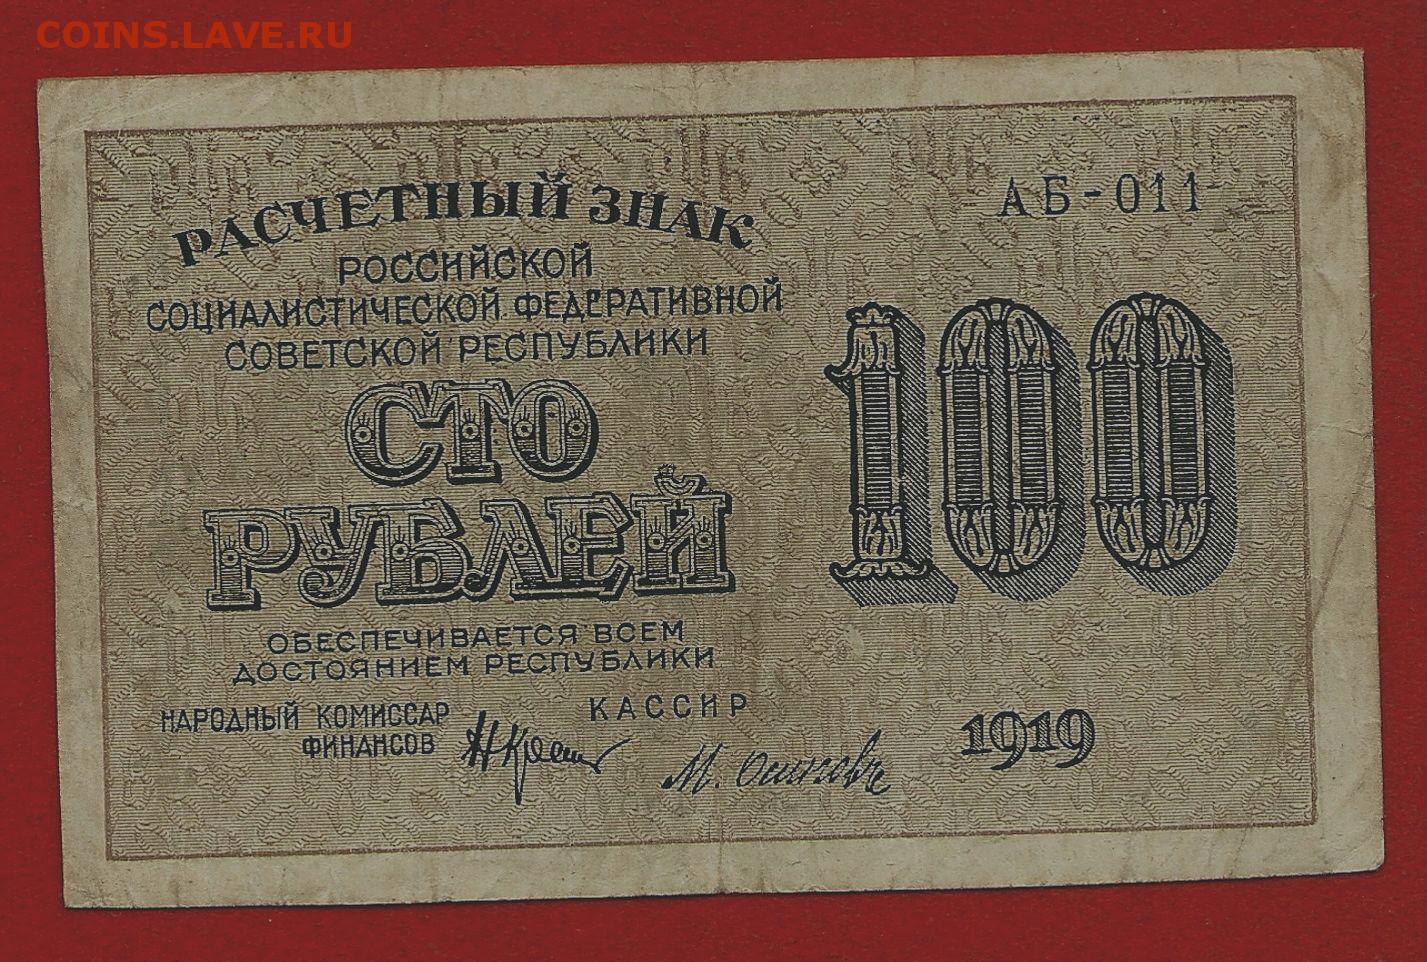 COINS.LAVE.RU
РАСЧЕТНЫЙ ЗНАК
РОССИЙСКОЙ
СОЦИАЛИСТИЧЕСКОЙ ФЕДЕРАТИВНОЙ
СОВЕТСКОЙ РЕСПУБЛИКИ
СТО
РУБЛЕЙ
ОБЕСПЕЧИВАЕТСЯ ВСЕМ
ДОСТОЯНИЕМ РЕСПУБЛИКИ
НАРОДНЫЙ КОМИССАР
ФИНАНСОВ
КАССИР
М. Осиповъ
АБ-011
100
1919